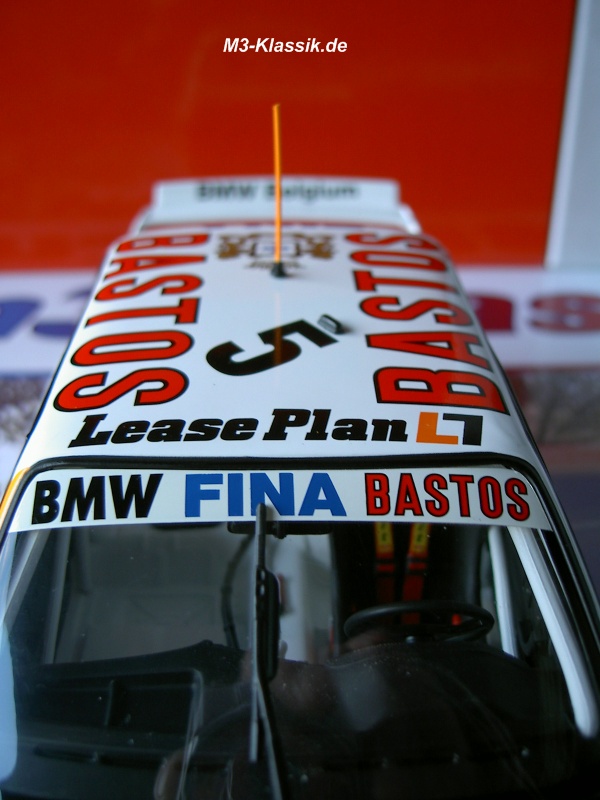 M3-Klassik.de
BMW Belgium
BASTOS
BASTOS
5
Lease Plan
BMW FINA BASTOS